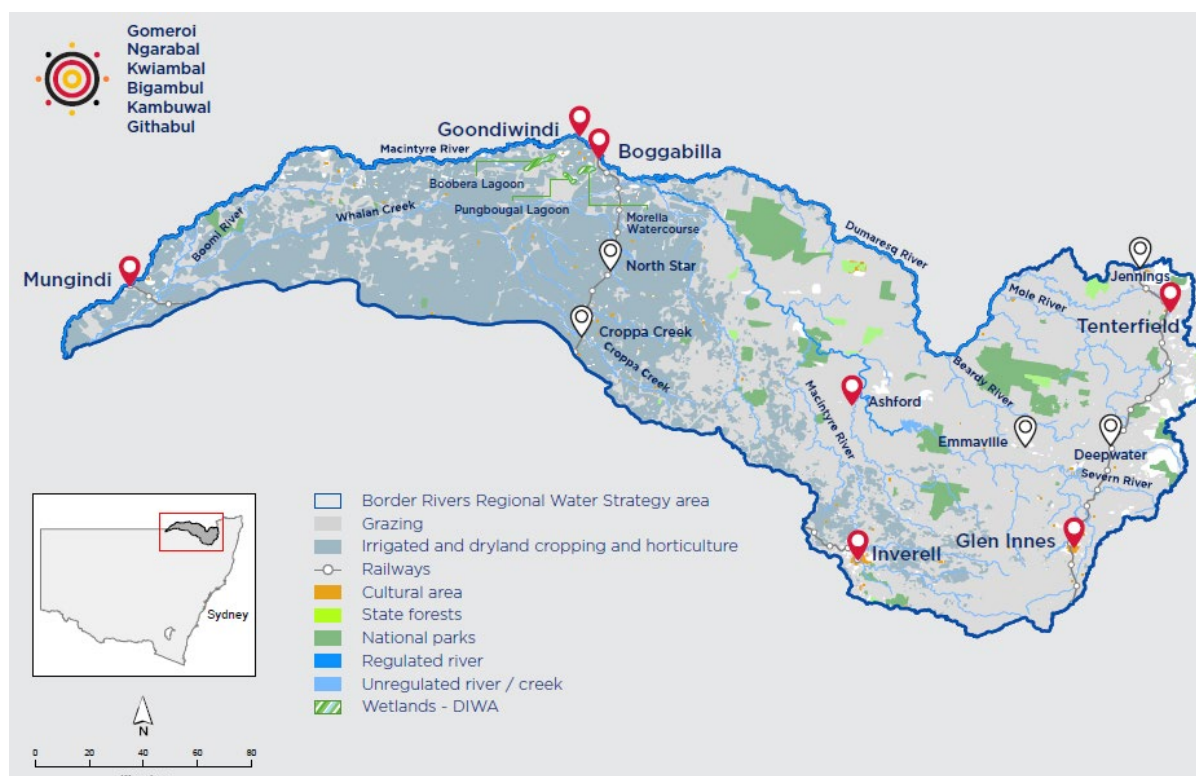 Gomeroi
Ngarabal
Kwiambal
Bigambul
Kambuwal
Githabul
Goondiwindi
Boggabilla
Macintyre River
Boobera Lagoon
Pungbougal Lagoon
Morella
Watercourse
Whalan Creek
Boomi River
Mungindi
North Star
Croppa Creek
Croppa Creek
Dumaresq River
Jennings
Mole River
Tenterfield
Beardy River
Macintyre River
Ashford
Emmaville
Deepwater
Severn River
Inverell
Glen Innes
Border Rivers Regional Water Strategy area
Grazing
Irrigated and dryland cropping and horticulture
Railways
Cultural area
State forests
National parks
Regulated river
Unregulated river / creek
Wetlands - DIWA
Sydney
N
0 20 40 60 80